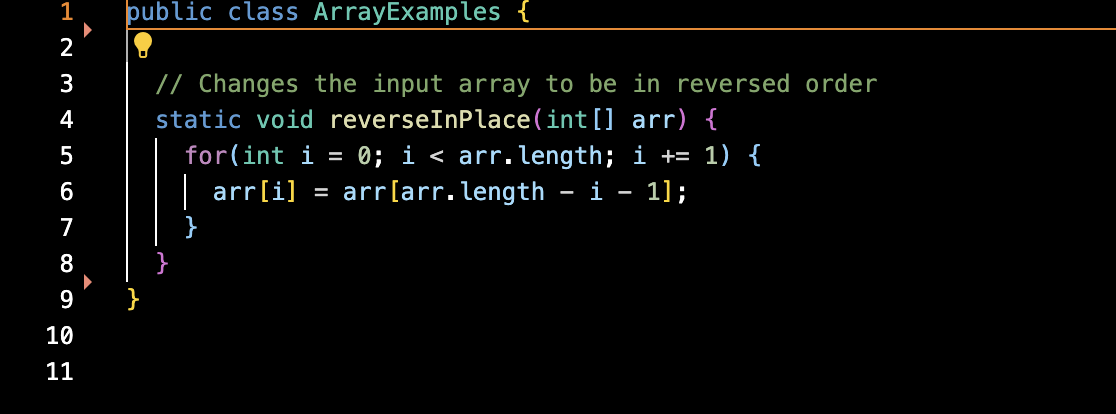 1 public class ArrayExamples {
2
3 // Changes the input array to be in reversed order
4 static void reverseInPlace(int[] arr) {
5 for(int i = 0; i < arr.length; i += 1) {
6 arr[i] = arr[arr.length - i - 1];
7 }
8 }
9 }
10
11